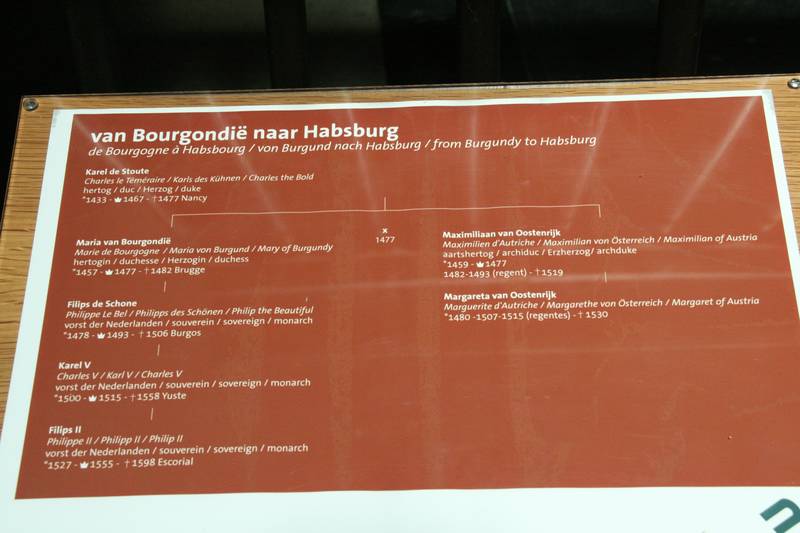 van Bourgondië naar Habsburg
de Bourgogne à Habsbourg / von Burgund nach Habsburg / from Burgundy to Habsburg
Karel de Stoute
Charles le Téméraire / Karls des Kühnen / Charles the Bold
hertog / duc / Herzog / duke
*1433 - 1467 - †1477 Nancy
Maria van Bourgondië
Marie de Bourgogne / Maria von Burgund / Mary of Burgundy
hertogin / duchesse / Herzogin / duchess
*1457 - 1477 - †1482 Brugge
x
1477
Maximiliaan van Oostenrijk
Maximilien d'Autriche / Maximilian von Österreich / Maximilian of Austria
aartshertog / archiduc / Erzherzog/ archduke
*1459 - 1477
1482-1493 (regent) - †1519
Filips de Schone
Philippe Le Bel / Philipps des Schönen / Philip the Beautiful
vorst der Nederlanden / souverein / sovereign / monarch
*1478 - 1493 - †1506 Burgos
Margareta van Oostenrijk
Marguerite d'Autriche / Margarethe von Österreich / Margaret of Austria
*1480 -1507-1515 (regentes) - †1530
Karel V
Charles V / Karl V / Charles V
vorst der Nederlanden / souverein / sovereign / monarch
*1500 - 1515 - †1558 Yuste
Filips II
Philippe II / Philipp II / Philip II
vorst der Nederlanden / souverein / sovereign / monarch
*1527 - 1555 - †1598 Escorial